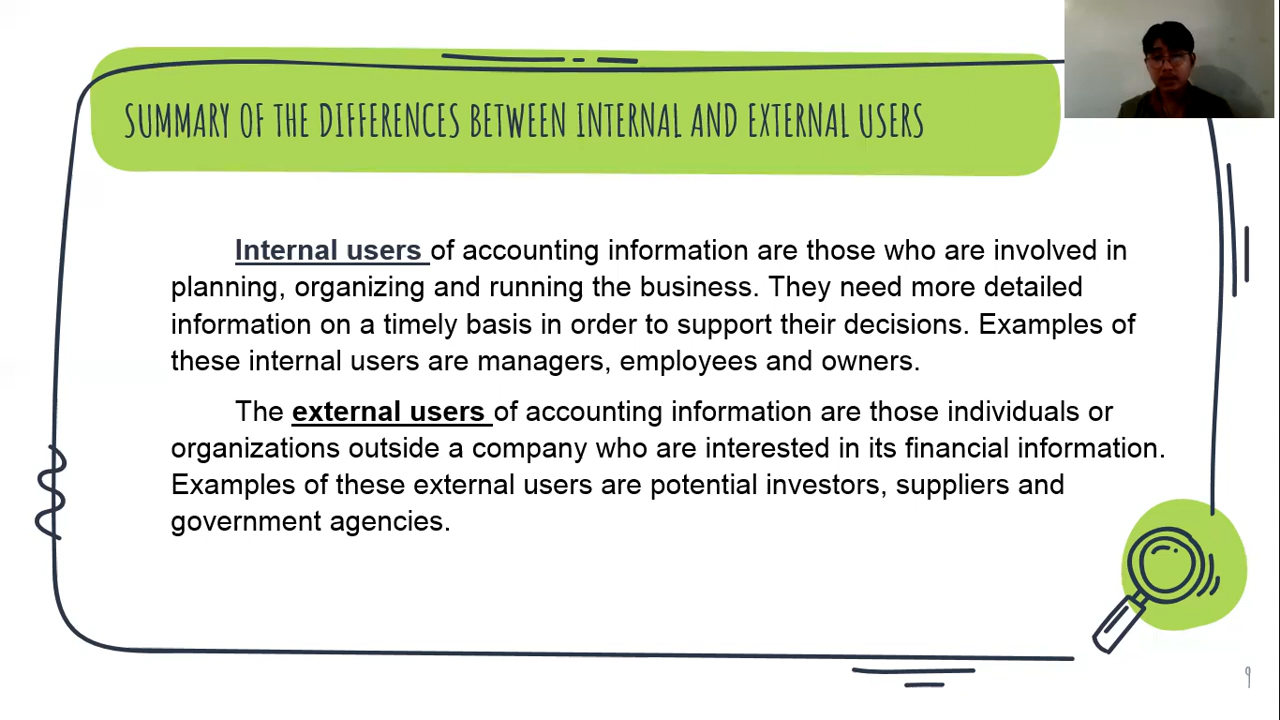 SUMMARY OF THE DIFFERENCES BETWEEN INTERNAL AND EXTERNAL USERS
Internal users of accounting information are those who are involved in
planning, organizing and running the business. They need more detailed
information on a timely basis in order to support their decisions. Examples of
these internal users are managers, employees and owners.
The external users of accounting information are those individuals or
organizations outside a company who are interested in its financial information.
Examples of these external users are potential investors, suppliers and
government agencies.
9